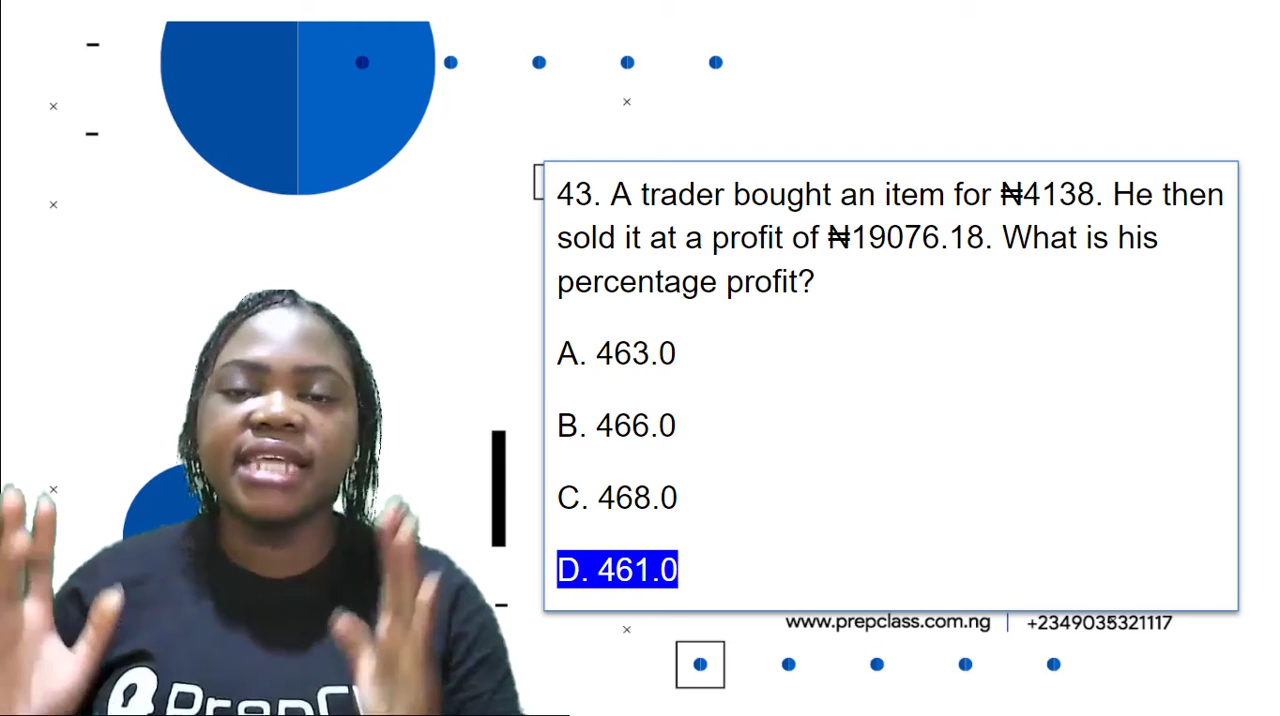 43. A trader bought an item for ₦4138. He then
sold it at a profit of ₦19076.18. What is his
percentage profit?
A. 463.0
B. 466.0
C. 468.0
D. 461.0
www.prepclass.com.ng | +2349035321117